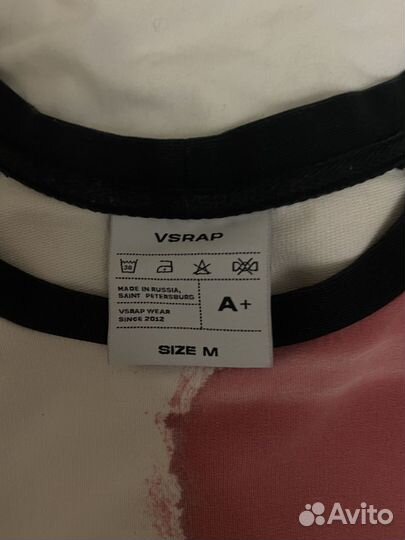 VSRAP
30
MADE IN RUSSIA,
SAINT PETERSBURG
VSRAP WEAR
SINCE 2012
A+
SIZE M
Avito